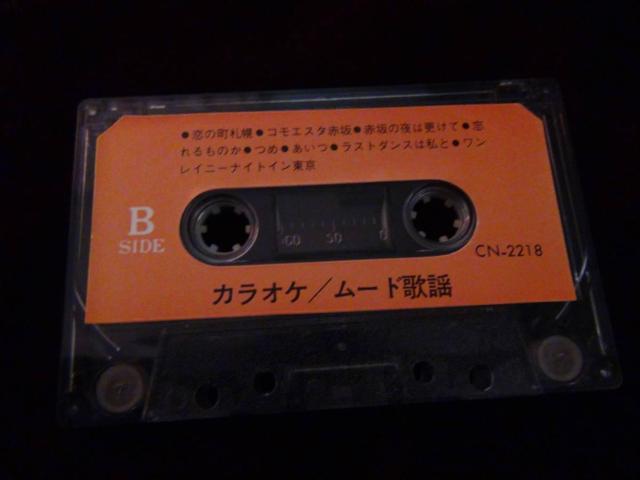 ●恋の町札幌●コモエスタ赤坂●赤坂の夜は更けて●忘
れるものか●つめ●あいつ●ラストダンスは私と●ワン
レイニーナイトイン東京
B
SIDE
60 50 0
CN-2218
カラオケ/ムード歌謡